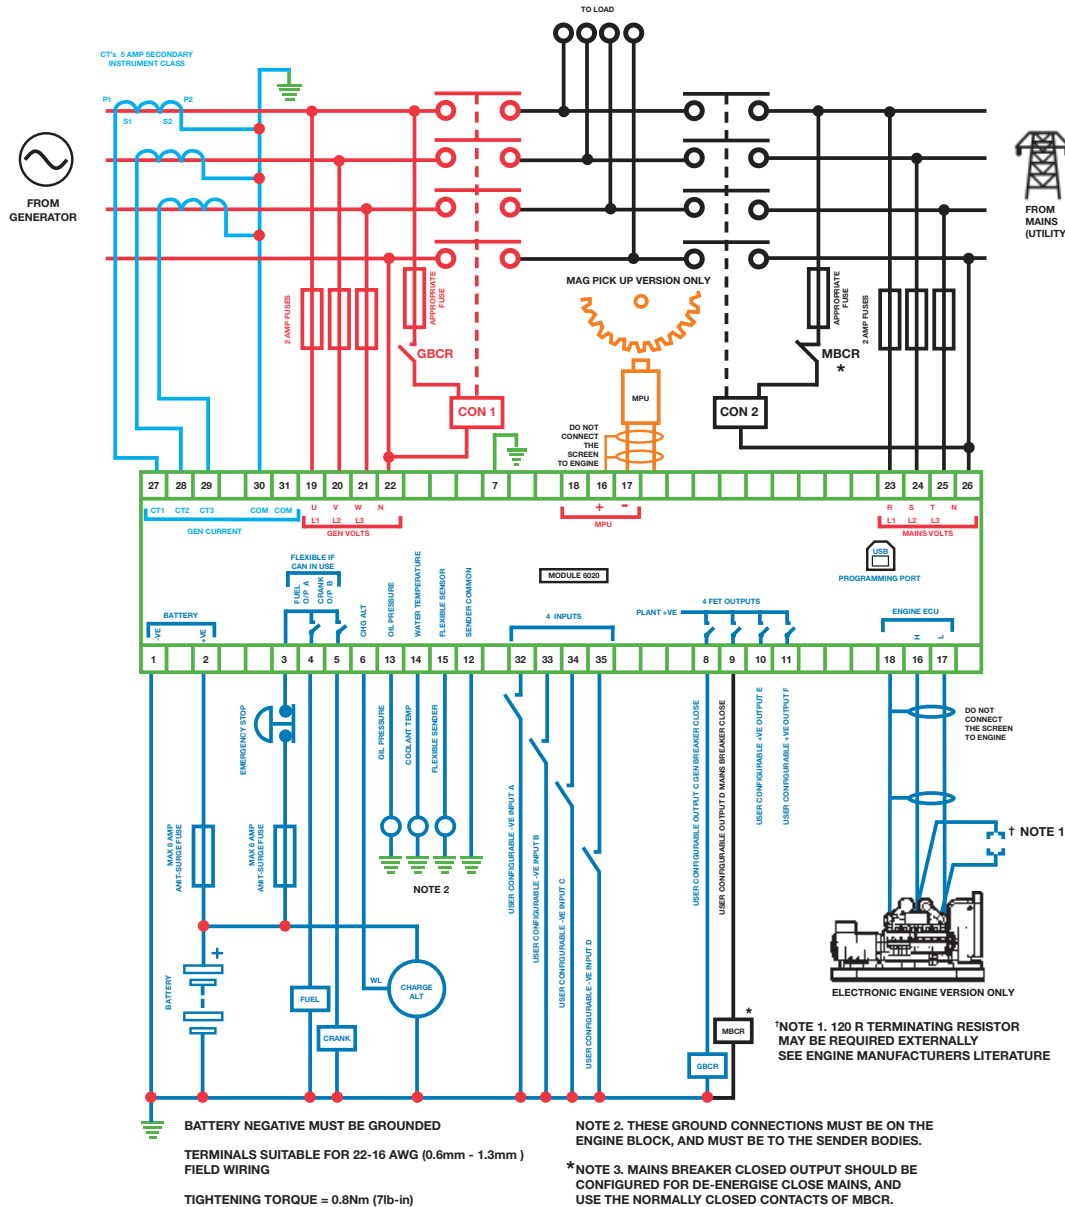 TO LOAD
CT's 5 AMP SECONDARY
INSTRUMENT CLASS
P1
P2
S1
S2
FROM
GENERATOR
FROM
MAINS
(UTILITY
MAG PICK UP VERSION ONLY
2 AMP FUSES
APPROPRIATE
FUSE
GBCR
CON 1
MPU
DO NOT
CONNECT
THE
SCREEN
TO ENGINE
CON 2
APPROPRIATE
FUSE
MBCR
*
2 AMP FUSES
27 28 29 30 31 19 20 21 22 7 18 16 17 23 24 25 26
CT1 CT2 CT3 COM COM
GEN CURRENT
U V W N
L1 L2 L3
GEN VOLTS
+ -
MPU
R S T N
L1 L2 L3
MAINS VOLTS
USB
PROGRAMMING PORT
MODULE 6020
FLEXIBLE IF
CAN IN USE
FUEL
O/P A
CRANK
O/P B
BATTERY
-VE
+VE
CHG ALT
OIL PRESSURE
WATER TEMPERATURE
FLEXIBLE SENSOR
SENDER COMMON
4 INPUTS
PLANT +VE
4 FET OUTPUTS
ENGINE ECU
H
L
1 2 3 4 5 6 13 14 15 12 32 33 34 35 8 9 10 11 18 16 17
EMERGENCY STOP
OIL PRESSURE
COOLANT TEMP
FLEXIBLE SENDER
MAX 8 AMP
ANIT-SURGE FUSE
MAX 6 AMP
ANIT-SURGE FUSE
NOTE 2
USER CONFIGURABLE -VE INPUT A
USER CONFIGURABLE -VE INPUT B
USER CONFIGURABLE -VE INPUT C
USER CONFIGURABLE -VE INPUT D
USER CONFIGURABLE OUTPUT C GEN BREAKER CLOSE
USER CONFIGURABLE OUTPUT D MAINS BREAKER CLOSE
USER CONFIGURABLE +VE OUTPUT E
USER CONFIGURABLE +VE OUTPUT F
DO NOT
CONNECT
THE SCREEN
TO ENGINE
† NOTE 1
ELECTRONIC ENGINE VERSION ONLY
BATTERY
+
FUEL
CRANK
WL
CHARGE
ALT
GBCR
MBCR
*
†NOTE 1. 120 R TERMINATING RESISTOR
MAY BE REQUIRED EXTERNALLY
SEE ENGINE MANUFACTURERS LITERATURE
BATTERY NEGATIVE MUST BE GROUNDED
TERMINALS SUITABLE FOR 22-16 AWG (0.6mm - 1.3mm )
FIELD WIRING
TIGHTENING TORQUE = 0.8Nm (7lb-in)
NOTE 2. THESE GROUND CONNECTIONS MUST BE ON THE
ENGINE BLOCK, AND MUST BE TO THE SENDER BODIES.
*NOTE 3. MAINS BREAKER CLOSED OUTPUT SHOULD BE
CONFIGURED FOR DE-ENERGISE CLOSE MAINS, AND
USE THE NORMALLY CLOSED CONTACTS OF MBCR.